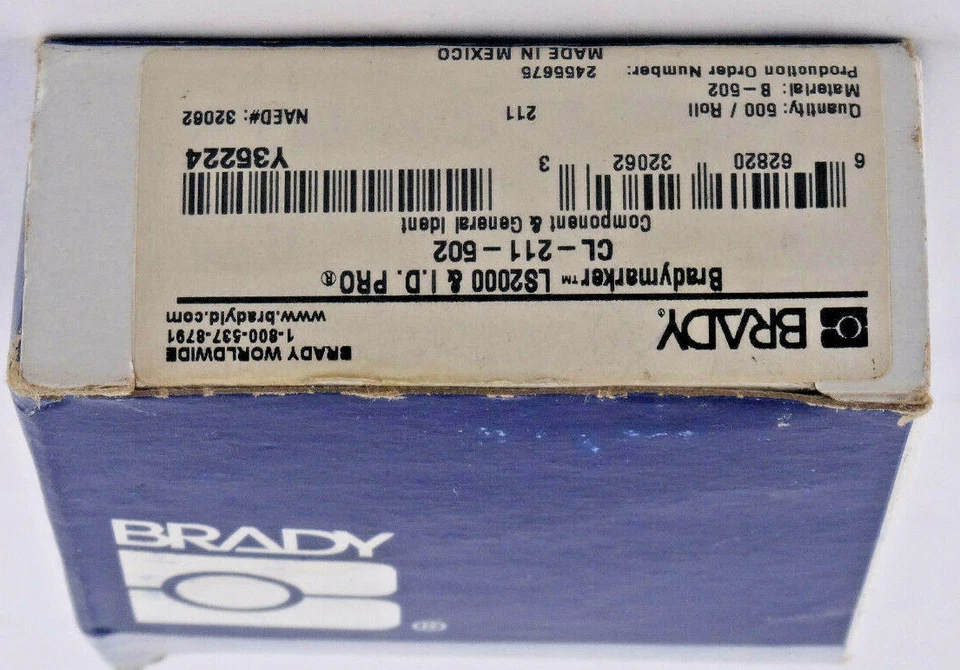 BRADY
BRADY WORLDWIDE
1-800-537-8791
www.bradyid.com
Bradymarker™ LS2000 & I.D. PRO®
CL-211-502
Component & General Ident
6 62820 32062 3
Y35224
Quantity: 500 / Roll 211 NAED#: 32062
Material: B-502
Production Order Number: 2455675
MADE IN MEXICO
BRADY